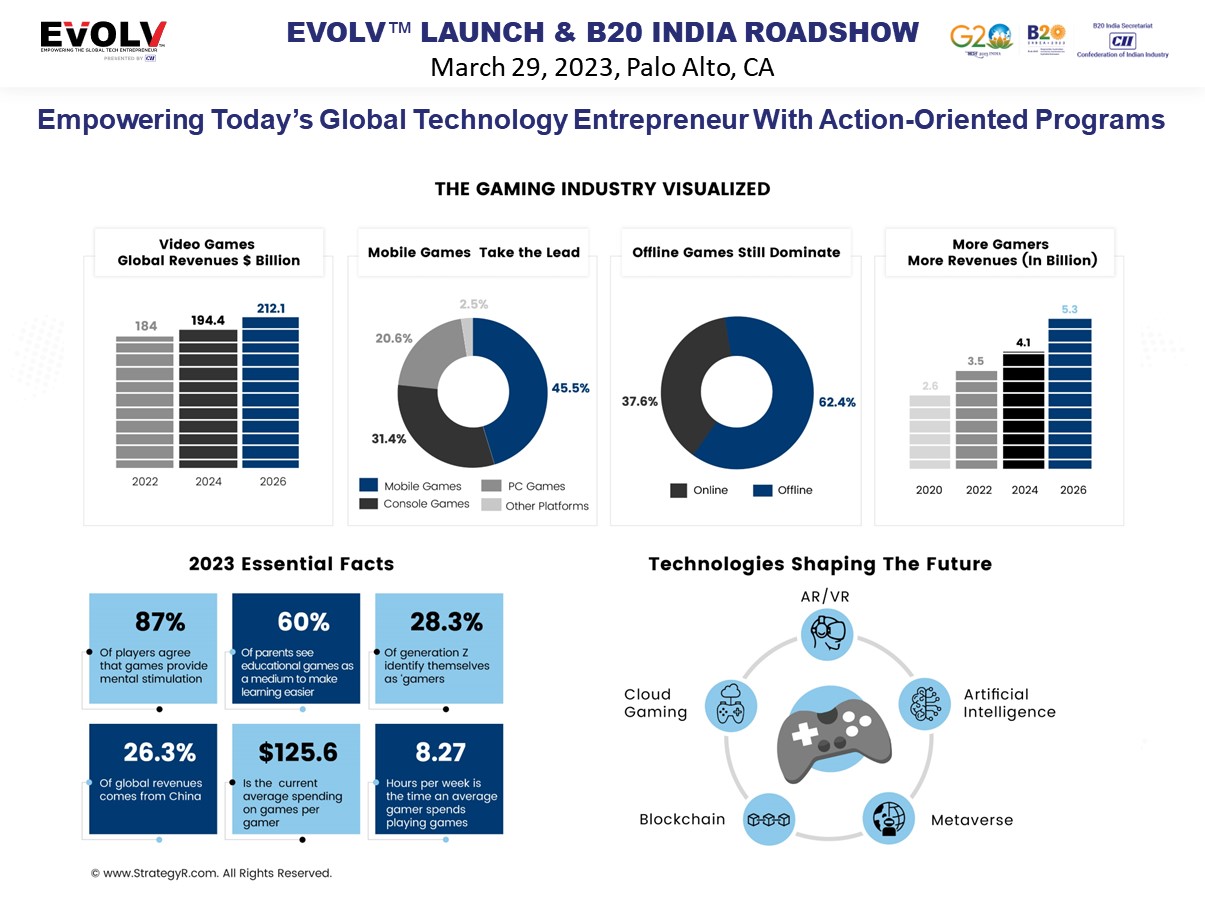 EVOLV™
EMPOWERING THE GLOBAL TECH ENTREPRENEUR
PRESENTED BY CII
EVOLV™ LAUNCH & B20 INDIA ROADSHOW
March 29, 2023, Palo Alto, CA
G20
B20
B20 India Secretariat
CII
Confederation of Indian Industry
Empowering Today’s Global Technology Entrepreneur With Action-Oriented Programs
THE GAMING INDUSTRY VISUALIZED
Video Games
Global Revenues $ Billion
184
194.4
212.1
2022
2024
2026
Mobile Games Take the Lead
2.5%
20.6%
45.5%
31.4%
Mobile Games
PC Games
Console Games
Other Platforms
Offline Games Still Dominate
37.6%
62.4%
Online
Offline
More Gamers
More Revenues (In Billion)
2.6
3.5
4.1
5.3
2020
2022
2024
2026
2023 Essential Facts
87%
Of players agree
that games provide
mental stimulation
60%
Of parents see
educational games as
a medium to make
learning easier
28.3%
Of generation Z
identify themselves
as 'gamers
26.3%
Of global revenues
comes from China
$125.6
Is the current
average spending
on games per
gamer
8.27
Hours per week is
the time an average
gamer spends
playing games
Technologies Shaping The Future
AR/VR
Cloud
Gaming
Artificial
Intelligence
Blockchain
Metaverse
© www.StrategyR.com. All Rights Reserved.